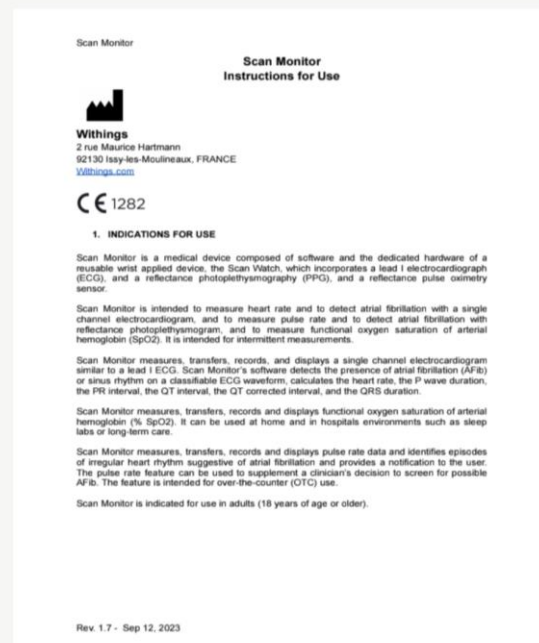 Scan Monitor
Scan Monitor
Instructions for Use
Withings
2 rue Maurice Hartmann
92130 Issy-les-Moulineaux, FRANCE
Withings.com
CE 1282
1. INDICATIONS FOR USE
Scan Monitor is a medical device composed of software and the dedicated hardware of a
reusable wrist applied device, the Scan Watch, which incorporates a lead I electrocardiograph
(ECG), and a reflectance photoplethysmography (PPG), and a reflectance pulse oximetry
sensor.
Scan Monitor is intended to measure heart rate and to detect atrial fibrillation with a single
channel electrocardiogram, and to measure pulse rate and to detect atrial fibrillation with
reflectance photoplethysmogram, and to measure functional oxygen saturation of arterial
hemoglobin (SpO2). It is intended for intermittent measurements.
Scan Monitor measures, transfers, records, and displays a single channel electrocardiogram
similar to a lead I ECG. Scan Monitor's software detects the presence of atrial fibrillation (AFib)
or sinus rhythm on a classifiable ECG waveform, calculates the heart rate, the P wave duration,
the PR interval, the QT interval, the QT corrected interval, and the QRS duration.
Scan Monitor measures, transfers, records and displays functional oxygen saturation of arterial
hemoglobin (% SpO2). It can be used at home and in hospitals environments such as sleep
labs or long-term care.
Scan Monitor measures, transfers, records and displays pulse rate data and identifies episodes
of irregular heart rhythm suggestive of atrial fibrillation and provides a notification to the user.
The pulse rate feature can be used to supplement a clinician's decision to screen for possible
AFib. The feature is intended for over-the-counter (OTC) use.
Scan Monitor is indicated for use in adults (18 years of age or older).
Rev. 1.7 - Sep 12, 2023